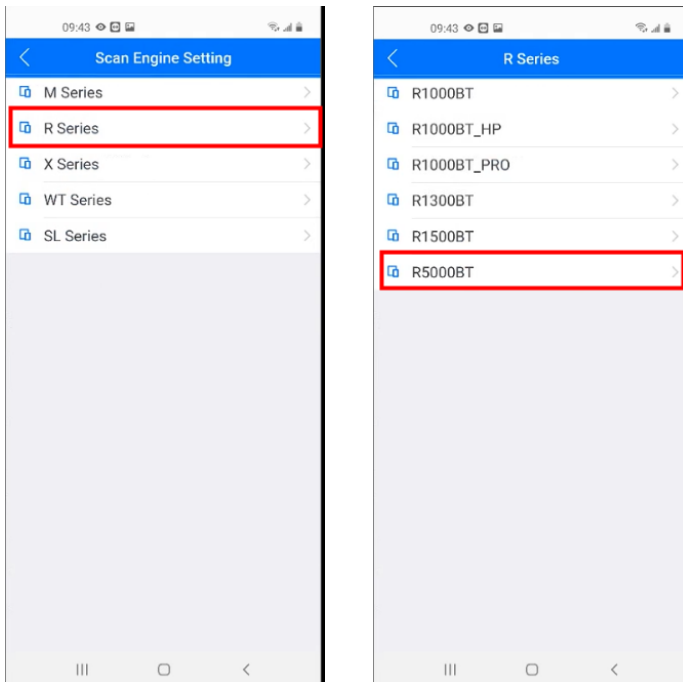 09:43
Scan Engine Setting
M Series
R Series
X Series
WT Series
SL Series
09:43
R Series
R1000BT
R1000BT_HP
R1000BT_PRO
R1300BT
R1500BT
R5000BT